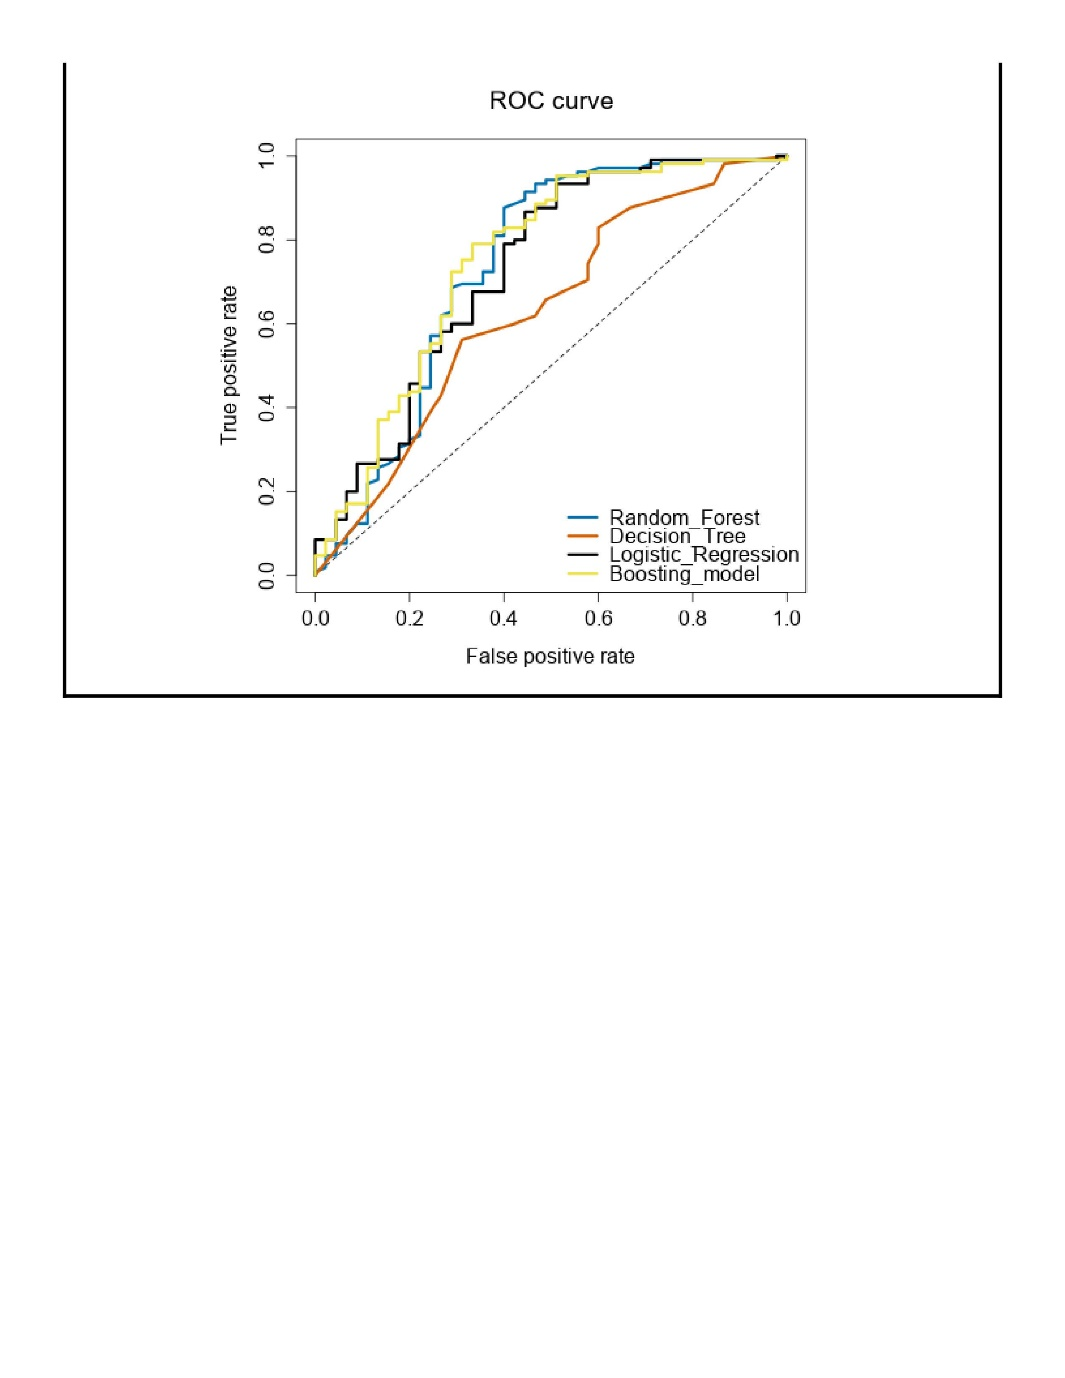 ROC curve
True positive rate
1.0
0.8
0.6
0.4
0.2
0.0
Random_Forest
Decision_Tree
Logistic_Regression
Boosting_model
0.0 0.2 0.4 0.6 0.8 1.0
False positive rate